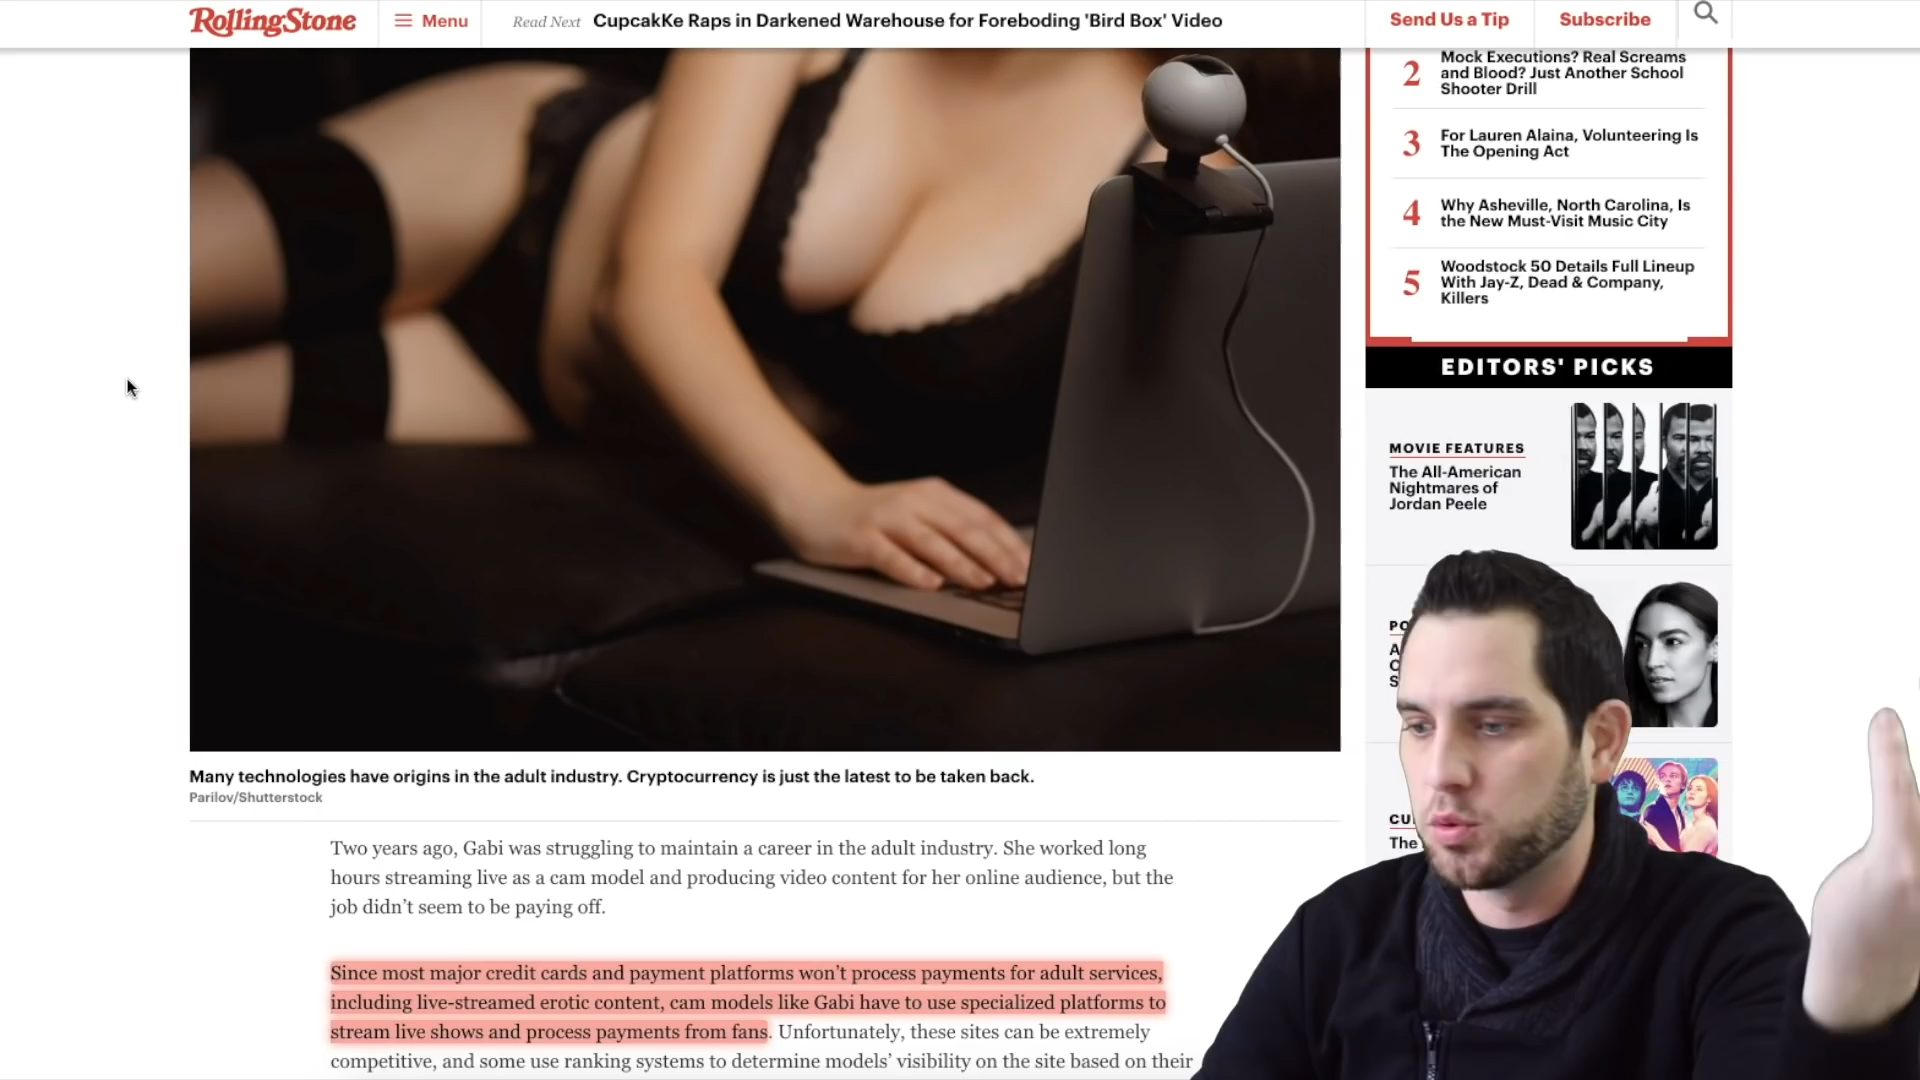 RollingStone
Menu
Read Next CupcakKe Raps in Darkened Warehouse for Foreboding 'Bird Box' Video
Send Us a Tip
Subscribe
2 Mock Executions? Real Screams
and Blood? Just Another School
Shooter Drill
3 For Lauren Alaina, Volunteering Is
The Opening Act
4 Why Asheville, North Carolina, Is
the New Must-Visit Music City
5 Woodstock 50 Details Full Lineup
With Jay-Z, Dead & Company,
Killers
EDITORS' PICKS
MOVIE FEATURES
The All-American
Nightmares of
Jordan Peele
PO
A
C
S
CU
The
Many technologies have origins in the adult industry. Cryptocurrency is just the latest to be taken back.
Parilov/Shutterstock
Two years ago, Gabi was struggling to maintain a career in the adult industry. She worked long
hours streaming live as a cam model and producing video content for her online audience, but the
job didn't seem to be paying off.
Since most major credit cards and payment platforms won't process payments for adult services,
including live-streamed erotic content, cam models like Gabi have to use specialized platforms to
stream live shows and process payments from fans. Unfortunately, these sites can be extremely
competitive, and some use ranking systems to determine models' visibility on the site based on their